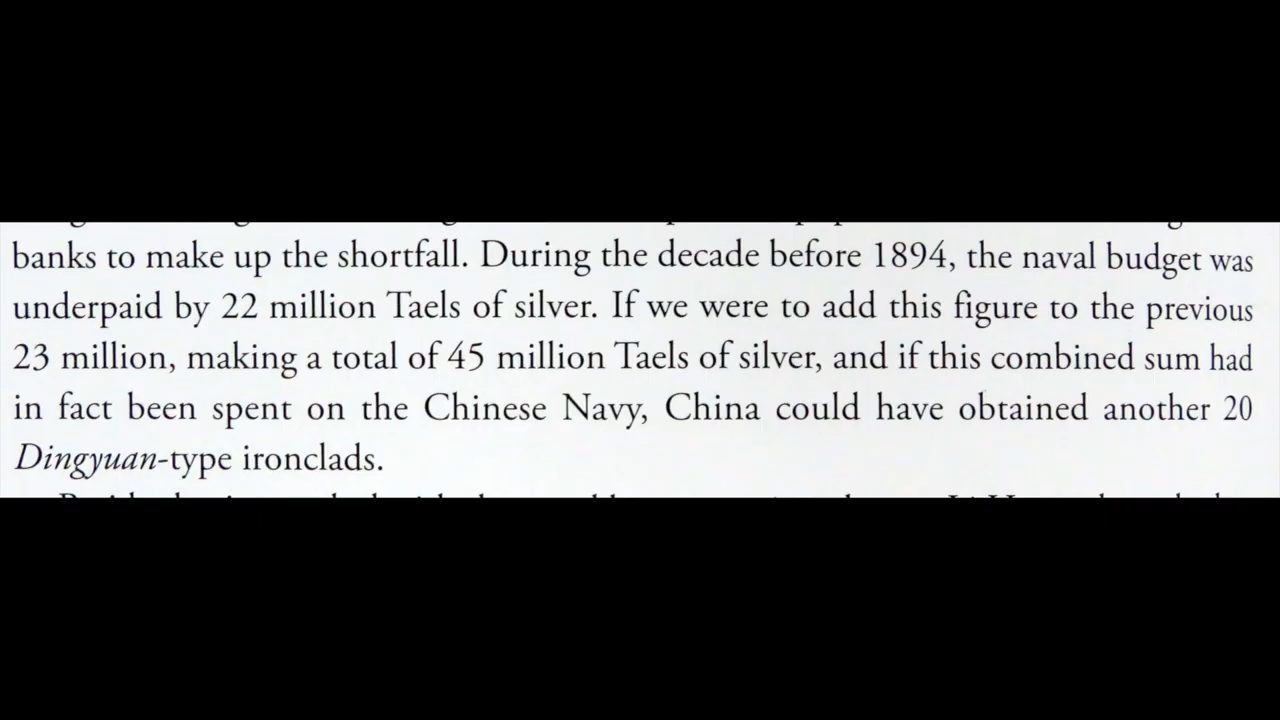 banks to make up the shortfall. During the decade before 1894, the naval budget was
underpaid by 22 million Taels of silver. If we were to add this figure to the previous
23 million, making a total of 45 million Taels of silver, and if this combined sum had
in fact been spent on the Chinese Navy, China could have obtained another 20
Dingyuan-type ironclads.